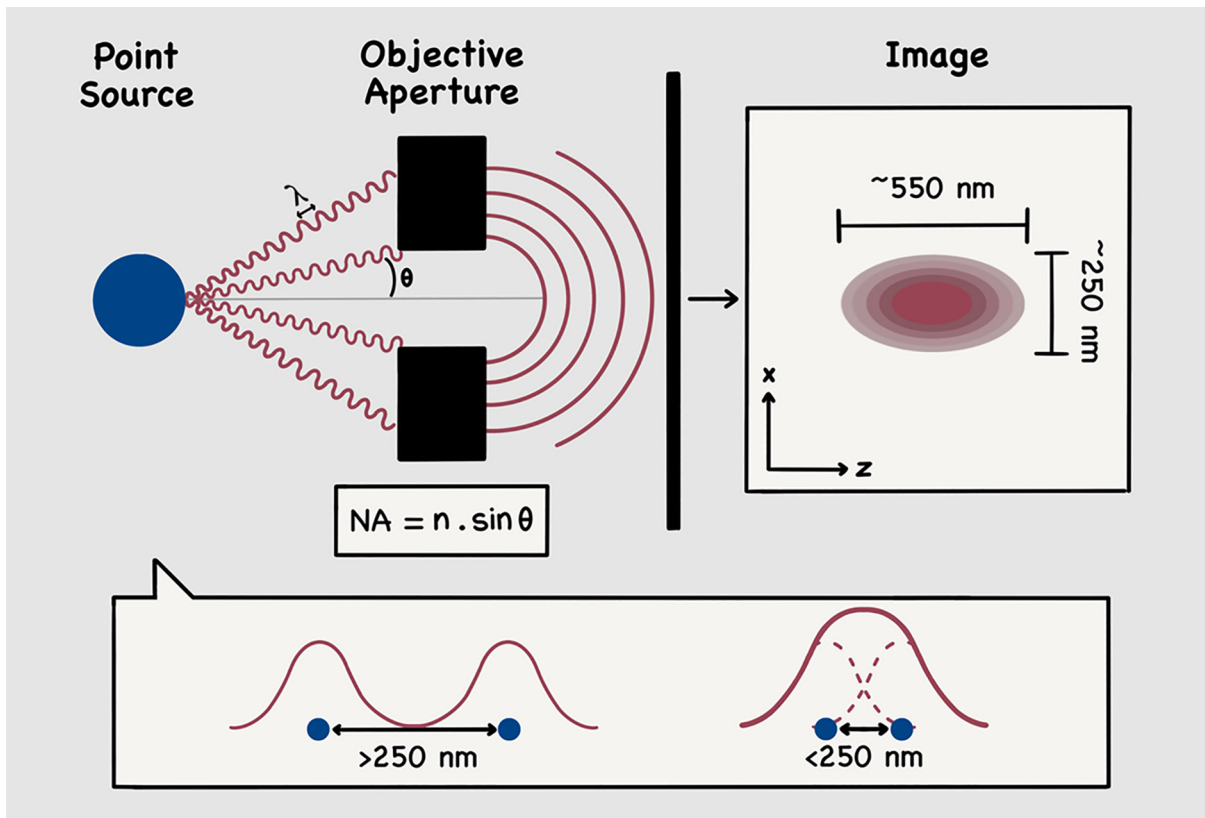 Point
Source
Objective
Aperture
Image
λ
θ
~550 nm
~250 nm
x
z
NA = n . sin θ
>250 nm
<250 nm